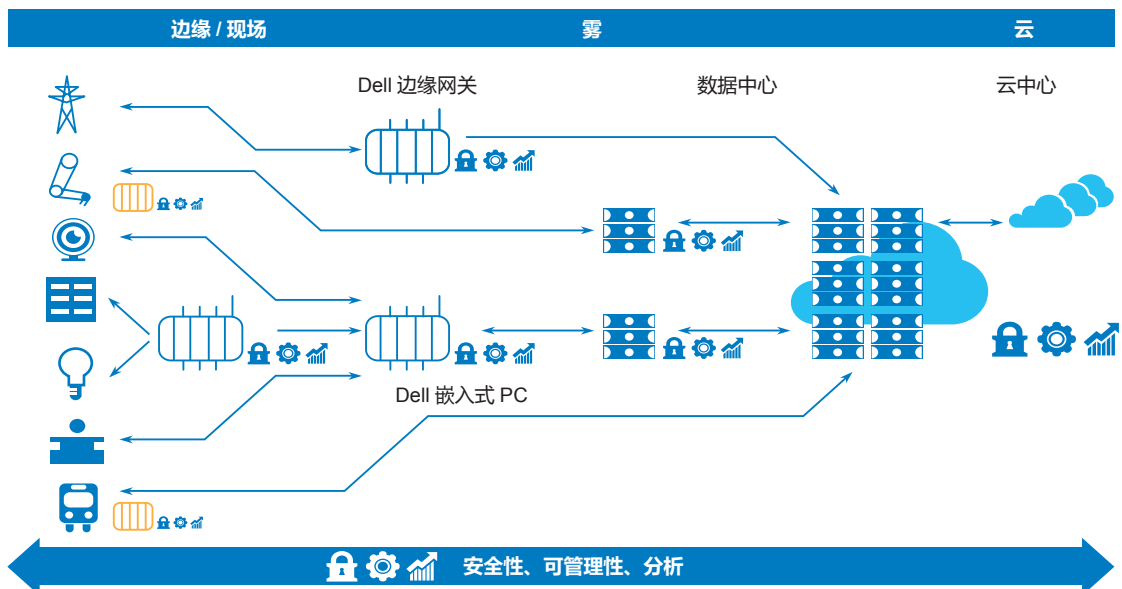 边缘 / 现场
雾
云
Dell 边缘网关
数据中心
云中心
Dell 嵌入式 PC
安全性、可管理性、分析